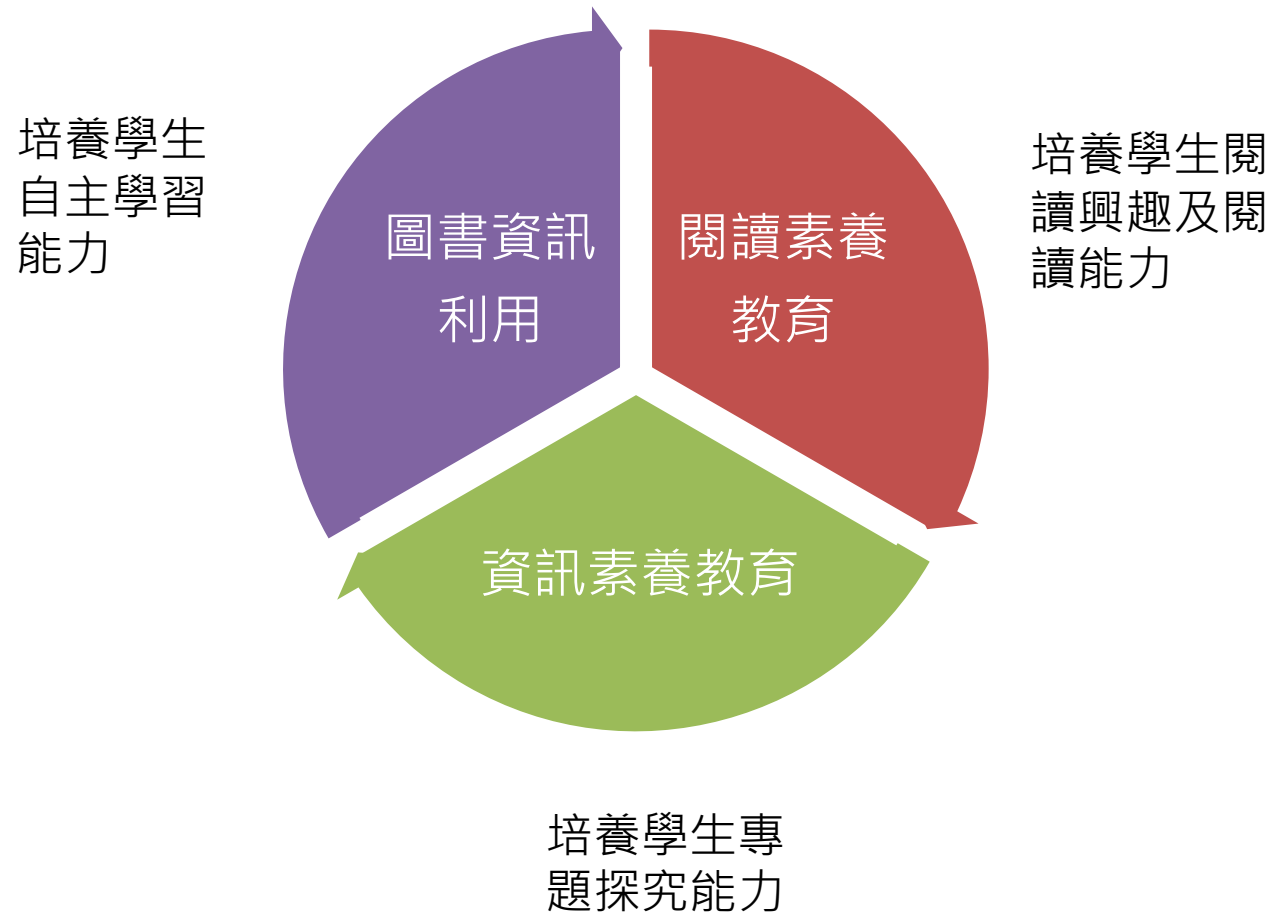 培養學生
自主學習
能力
圖書資訊
利用
閱讀素養
教育
培養學生閱
讀興趣及閱
讀能力
資訊素養教育
培養學生專
題探究能力